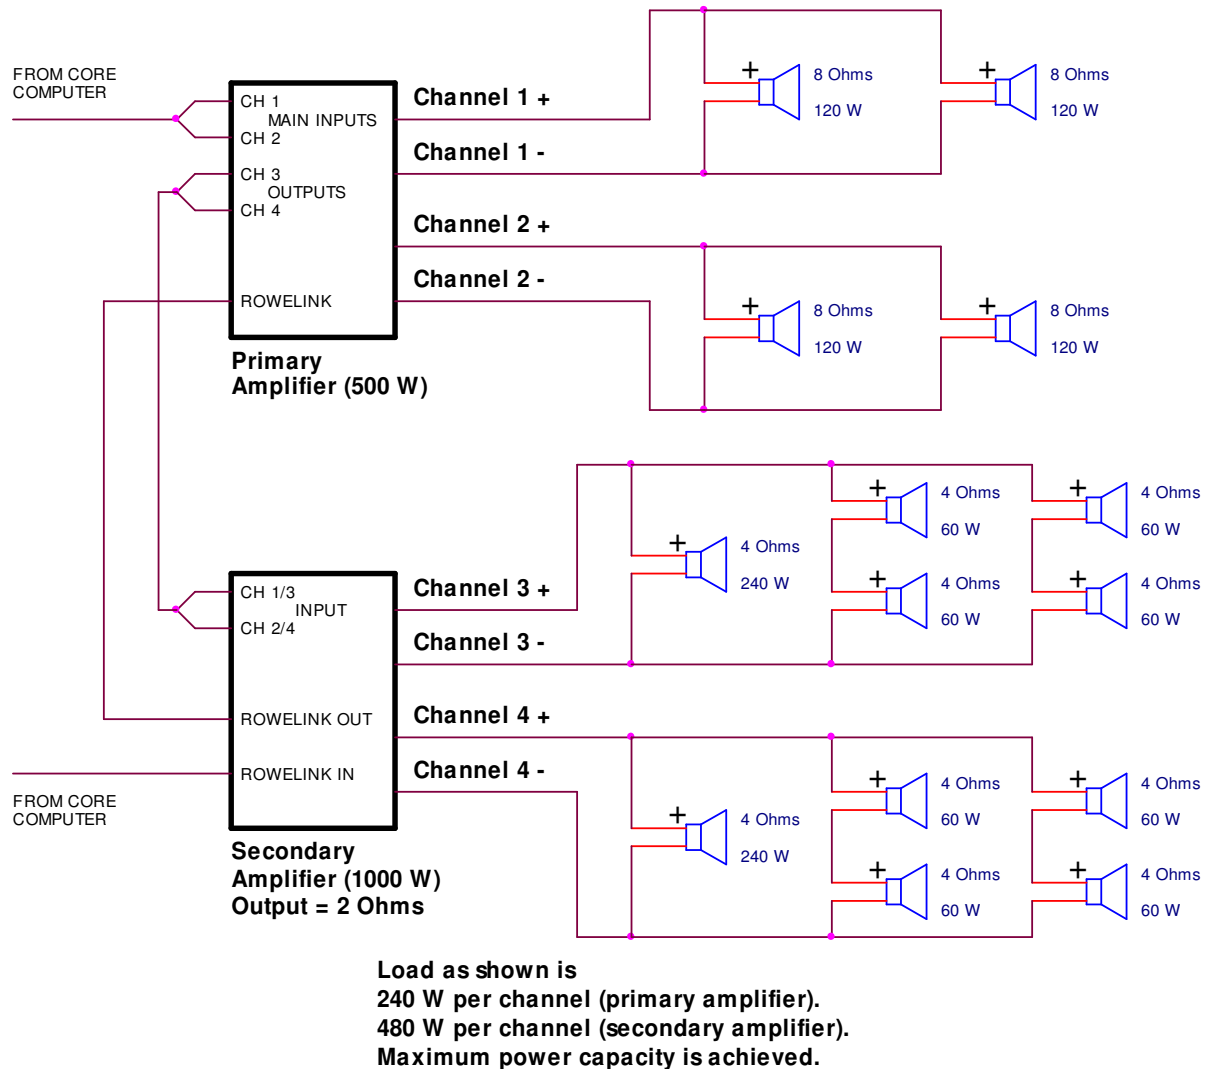 FROM CORE
COMPUTER
CH 1
MAIN INPUTS
CH 2
CH 3
OUTPUTS
CH 4
ROWELINK
Primary
Amplifier (500 W)
Channel 1 +
Channel 1 -
Channel 2 +
Channel 2 -
+
8 Ohms
120 W
+
8 Ohms
120 W
+
8 Ohms
120 W
+
8 Ohms
120 W
CH 1/3
INPUT
CH 2/4
ROWELINK OUT
ROWELINK IN
FROM CORE
COMPUTER
Secondary
Amplifier (1000 W)
Output = 2 Ohms
Channel 3 +
Channel 3 -
Channel 4 +
Channel 4 -
+
4 Ohms
240 W
+
4 Ohms
60 W
+
4 Ohms
60 W
+
4 Ohms
60 W
+
4 Ohms
60 W
+
4 Ohms
240 W
+
4 Ohms
60 W
+
4 Ohms
60 W
+
4 Ohms
60 W
+
4 Ohms
60 W
Load as shown is
240 W per channel (primary amplifier).
480 W per channel (secondary amplifier).
Maximum power capacity is achieved.